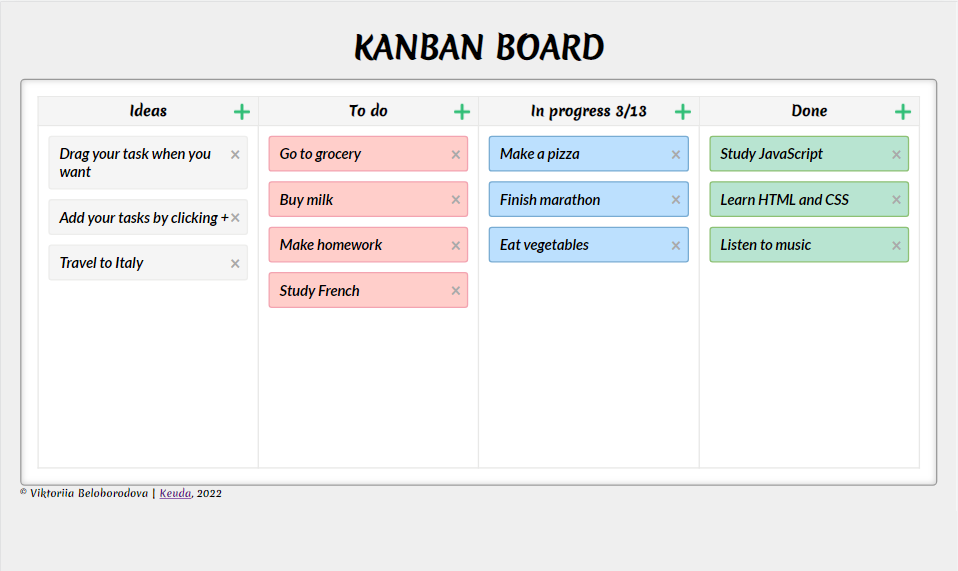 KANBAN BOARD
Ideas
To do
In progress 3/13
Done
Drag your task when you
want
Add your tasks by clicking +
Travel to Italy
Go to grocery
Buy milk
Make homework
Study French
Make a pizza
Finish marathon
Eat vegetables
Study JavaScript
Learn HTML and CSS
Listen to music
© Viktoriia Beloborodova | Keuda, 2022